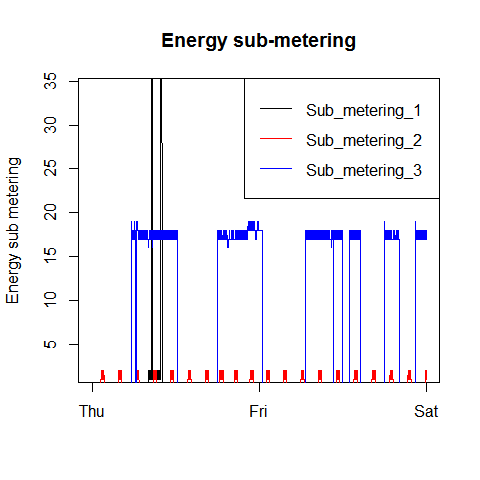 Energy sub-metering
Energy sub metering
35
30
25
20
15
10
5
Sub_metering_1
Sub_metering_2
Sub_metering_3
Thu
Fri
Sat